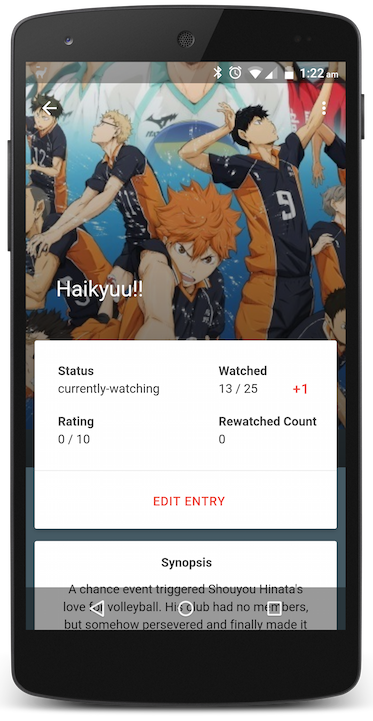 1:22 am
Haikyuu!!
Status
Watched
currently-watching
13 / 25
+1
Rating
Rewatched Count
0 / 10
0
EDIT ENTRY
Synopsis
A chance event triggered Shouyou Hinata's
love for volleyball. His club had no members,
but somehow persevered and finally made it
9